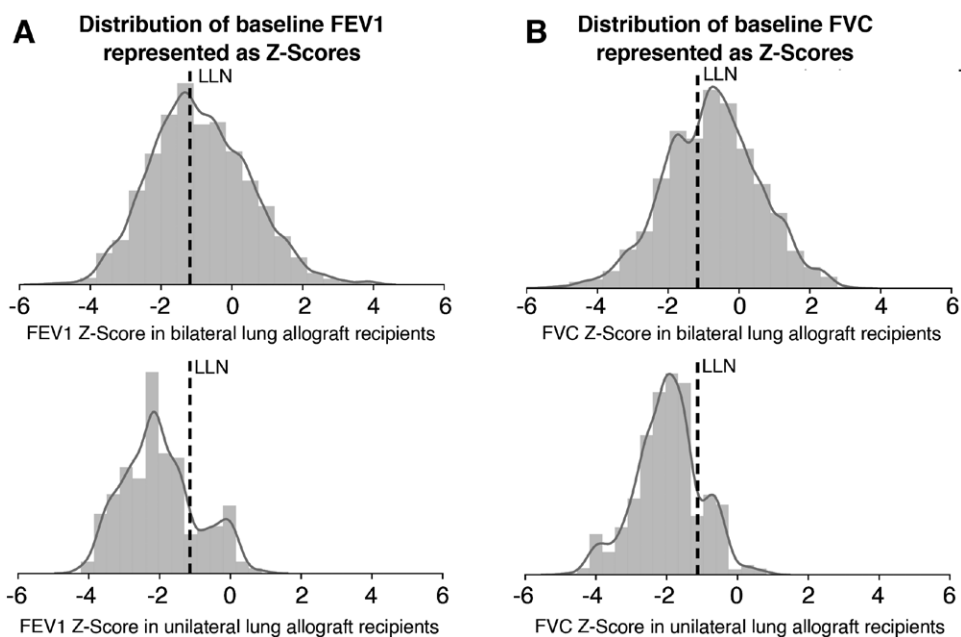 A
Distribution of baseline FEV1
represented as Z-Scores
LLN
-6 -4 -2 0 2 4 6
FEV1 Z-Score in bilateral lung allograft recipients
LLN
-6 -4 -2 0 2 4 6
FEV1 Z-Score in unilateral lung allograft recipients
B
Distribution of baseline FVC
represented as Z-Scores
LLN
-6 -4 -2 0 2 4 6
FVC Z-Score in bilateral lung allograft recipients
LLN
-6 -4 -2 0 2 4 6
FVC Z-Score in unilateral lung allograft recipients